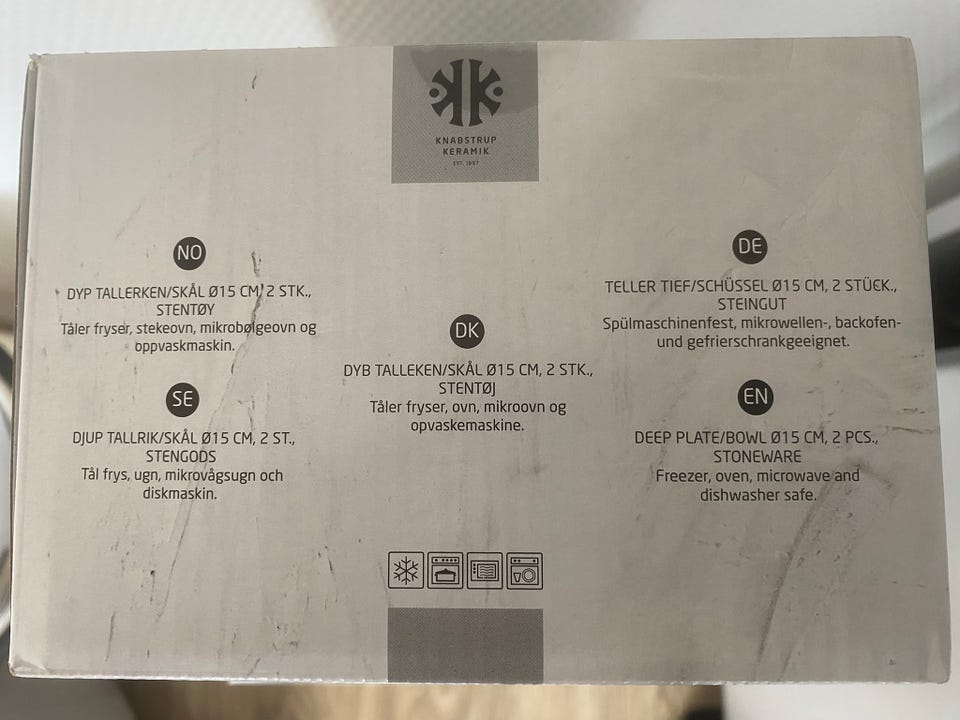 KNABSTRUP
KERAMIK
EST. 1897
NO
DYP TALLERKEN/SKÅL Ø15 CM, 2 STK.,
STENTØY
Tåler fryser, stekeovn, mikrobølgeovn og
oppvaskmaskin.
SE
DJUP TALLRIK/SKÅL Ø15 CM, 2 ST.,
STENGODS
Tål frys, ugn, mikrovågsugn och
diskmaskin.
DK
DYB TALLEKEN/SKÅL Ø15 CM, 2 STK.,
STENTØJ
Tåler fryser, ovn, mikroovn og
opvaskemaskine.
DE
TELLER TIEF/SCHÜSSEL Ø15 CM, 2 STÜCK.,
STEINGUT
Spülmaschinenfest, mikrowellen-, backofen-
und gefrierschrankgeeignet.
EN
DEEP PLATE/BOWL Ø15 CM, 2 PCS.,
STONEWARE
Freezer, oven, microwave and
dishwasher safe.